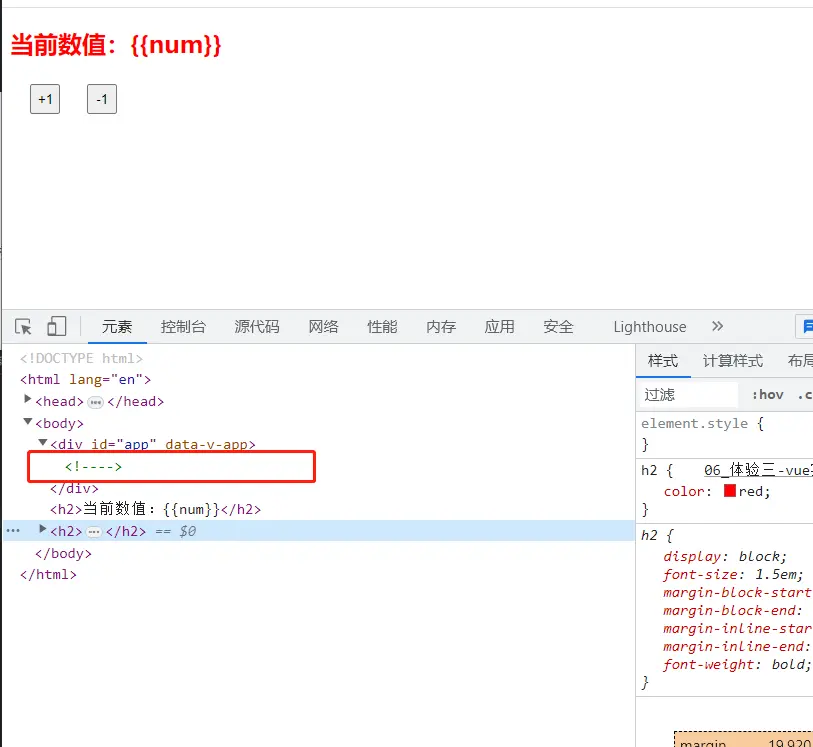 当前数值：{{num}}
+1 -1
元素 控制台 源代码 网络 性能 内存 应用 安全 Lighthouse »
<!DOCTYPE html>
<html lang="en">
<head> ••• </head>
<body>
<div id="app" data-v-app>
<!---->
</div>
<h2>当前数值：{{num}}</h2>
••• <h2> ••• </h2> == $0
</body>
</html>
样式 计算样式 布局
过滤 :hov .c
element.style {
}
h2 { 06_体验三-vue
color: red;
}
h2 {
display: block;
font-size: 1.5em;
margin-block-start
margin-block-end:
margin-inline-star
margin-inline-end:
font-weight: bold;
}
margin 19.920